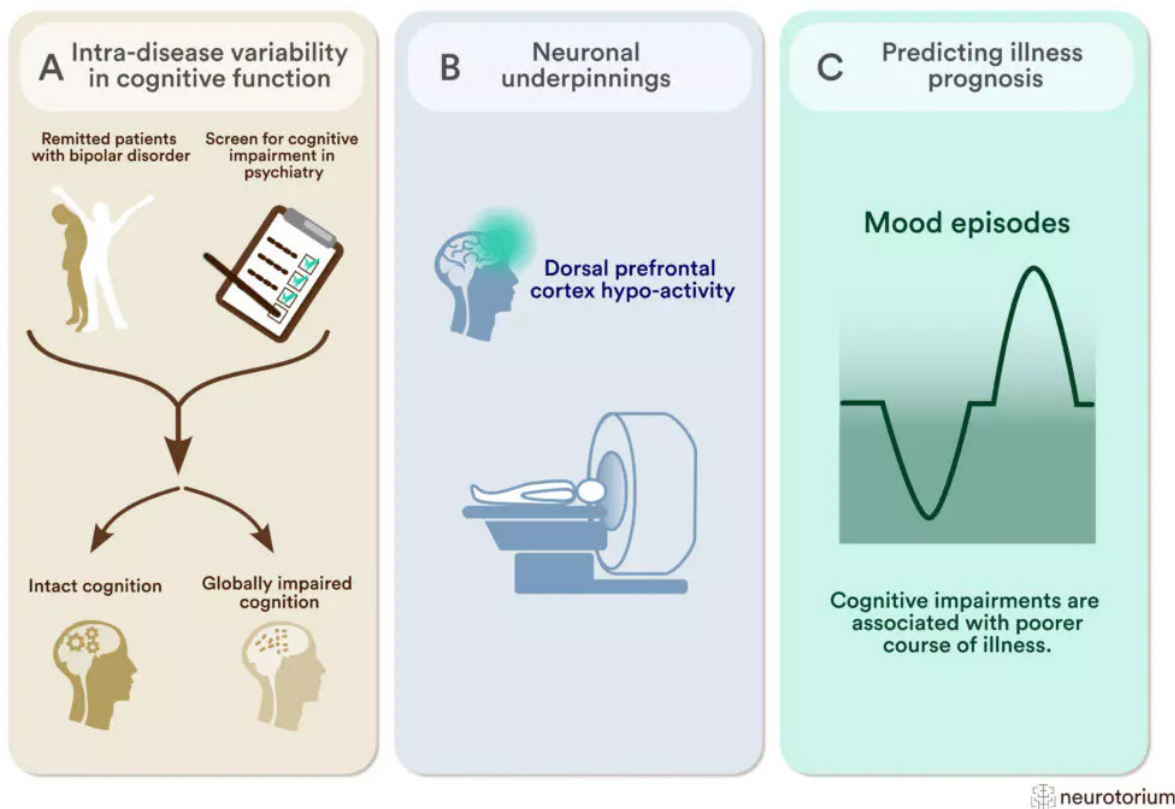 A
Intra-disease variability
in cognitive function
Remitted patients
with bipolar disorder
Screen for cognitive
impairment in
psychiatry
Intact cognition
Globally impaired
cognition
B
Neuronal
underpinnings
Dorsal prefrontal
cortex hypo-activity
C
Predicting illness
prognosis
Mood episodes
Cognitive impairments are
associated with poorer
course of illness.
neurotorium